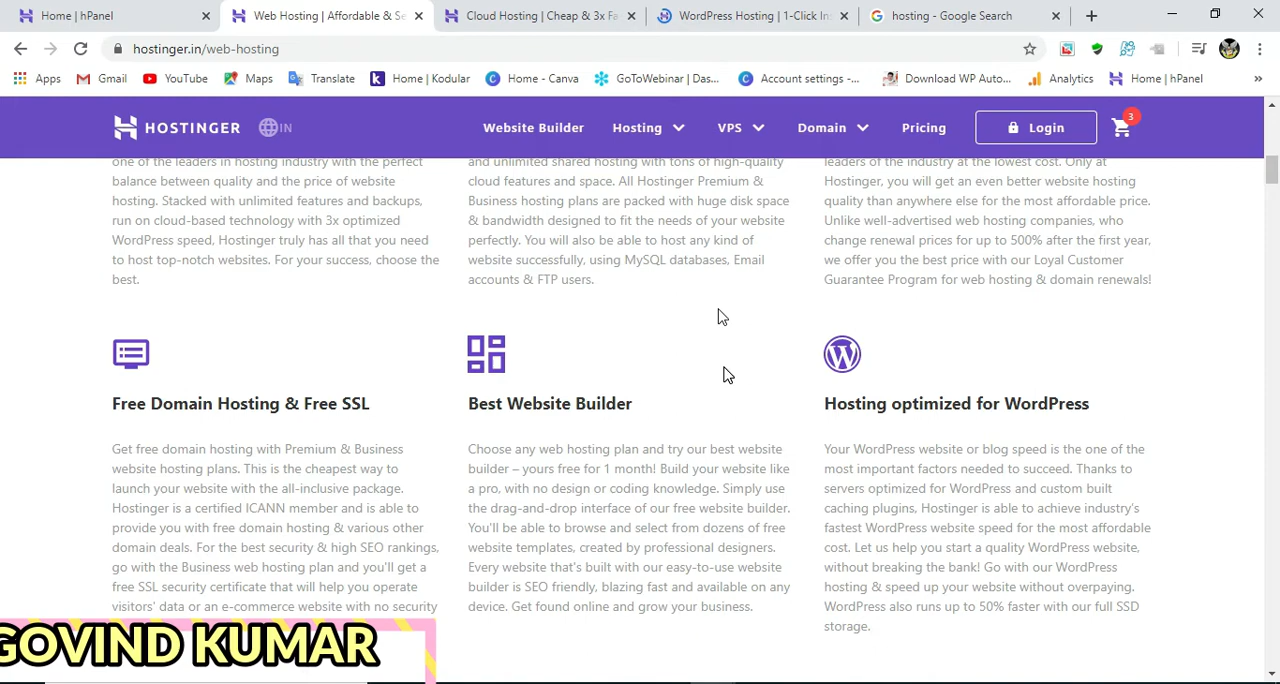 Home | hPanel
Web Hosting | Affordable & Se
Cloud Hosting | Cheap & 3x Fa
WordPress Hosting | 1-Click In
hosting - Google Search
hostinger.in/web-hosting
Apps
Gmail
YouTube
Maps
Translate
Home | Kodular
Home - Canva
GoToWebinar | Das...
Account settings -...
Download WP Auto...
Analytics
Home | hPanel
HOSTINGER
IN
Website Builder
Hosting
VPS
Domain
Pricing
Login
3
one of the leaders in hosting industry with the perfect
balance between quality and the price of website
hosting. Stacked with unlimited features and backups,
run on cloud-based technology with 3x optimized
WordPress speed, Hostinger truly has all that you need
to host top-notch websites. For your success, choose the
best.
and unlimited shared hosting with tons of high-quality
cloud features and space. All Hostinger Premium &
Business hosting plans are packed with huge disk space
& bandwidth designed to fit the needs of your website
perfectly. You will also be able to host any kind of
website successfully, using MySQL databases, Email
accounts & FTP users.
leaders of the industry at the lowest cost. Only at
Hostinger, you will get an even better website hosting
quality than anywhere else for the most affordable price.
Unlike well-advertised web hosting companies, who
change renewal prices for up to 500% after the first year,
we offer you the best price with our Loyal Customer
Guarantee Program for web hosting & domain renewals!
Free Domain Hosting & Free SSL
Get free domain hosting with Premium & Business
website hosting plans. This is the cheapest way to
launch your website with the all-inclusive package.
Hostinger is a certified ICANN member and is able to
provide you with free domain hosting & various other
domain deals. For the best security & high SEO rankings,
go with the Business web hosting plan and you'll get a
free SSL security certificate that will help you operate
visitors' data or an e-commerce website with no security
Best Website Builder
Choose any web hosting plan and try our best website
builder – yours free for 1 month! Build your website like
a pro, with no design or coding knowledge. Simply use
the drag-and-drop interface of our free website builder.
You'll be able to browse and select from dozens of free
website templates, created by professional designers.
Every website that's built with our easy-to-use website
builder is SEO friendly, blazing fast and available on any
device. Get found online and grow your business.
Hosting optimized for WordPress
Your WordPress website or blog speed is the one of the
most important factors needed to succeed. Thanks to
servers optimized for WordPress and custom built
caching plugins, Hostinger is able to achieve industry's
fastest WordPress website speed for the most affordable
cost. Let us help you start a quality WordPress website,
without breaking the bank! Go with our WordPress
hosting & speed up your website without overpaying.
WordPress also runs up to 50% faster with our full SSD
storage.
GOVIND KUMAR